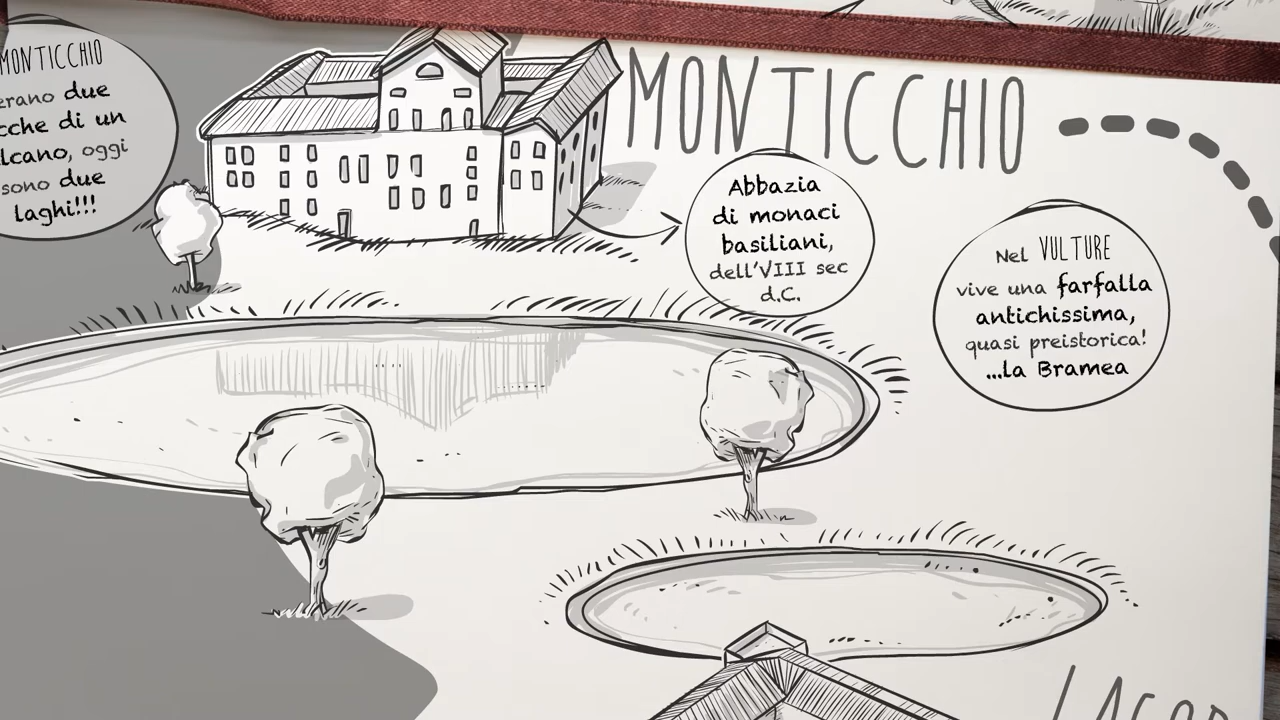 MONTICCHIO
erano due
cche di un
lcano, oggi
sono due
laghi!!!
MONTICCHIO
Abbazia
di monaci
basiliani,
dell'VIII sec
d.C.
Nel VULTURE
vive una farfalla
antichissima,
quasi preistorica!
...la Bramea